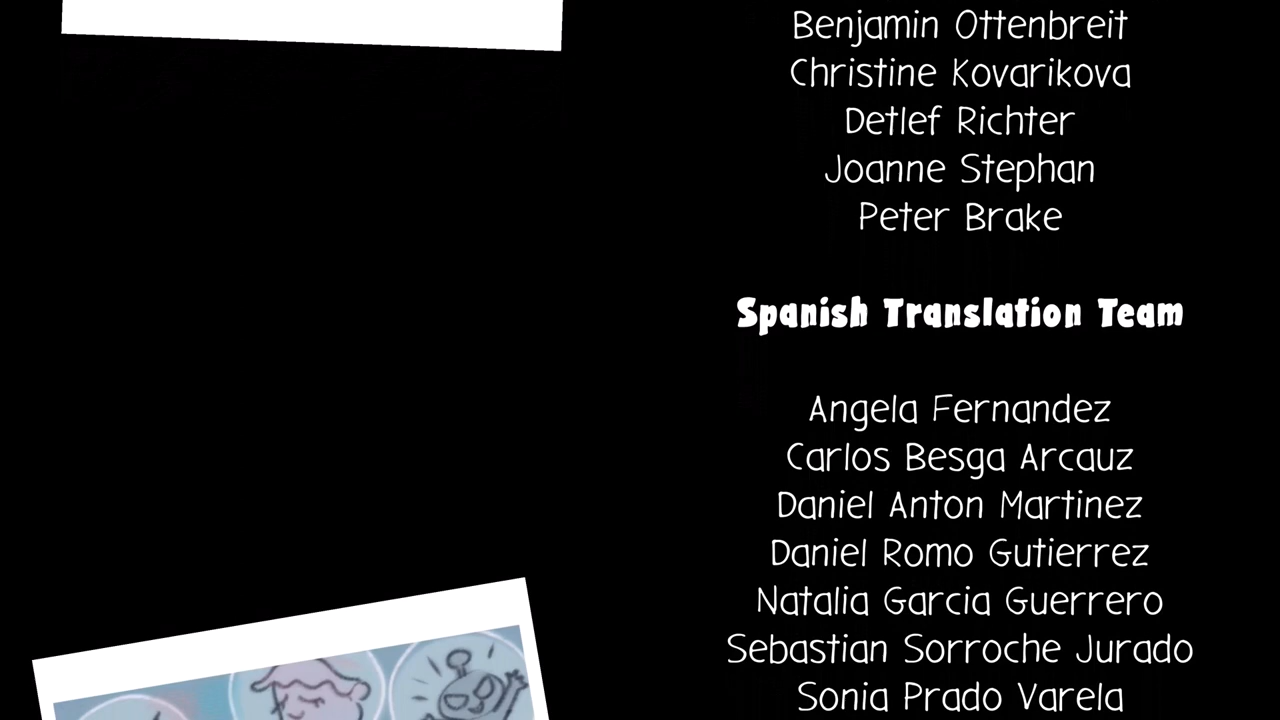 Benjamin Ottenbreit
Christine Kovarikova
Detlef Richter
Joanne Stephan
Peter Brake
Spanish Translation Team
Angela Fernandez
Carlos Besga Arcauz
Daniel Anton Martinez
Daniel Romo Gutierrez
Natalia Garcia Guerrero
Sebastian Sorroche Jurado
Sonia Prado Varela